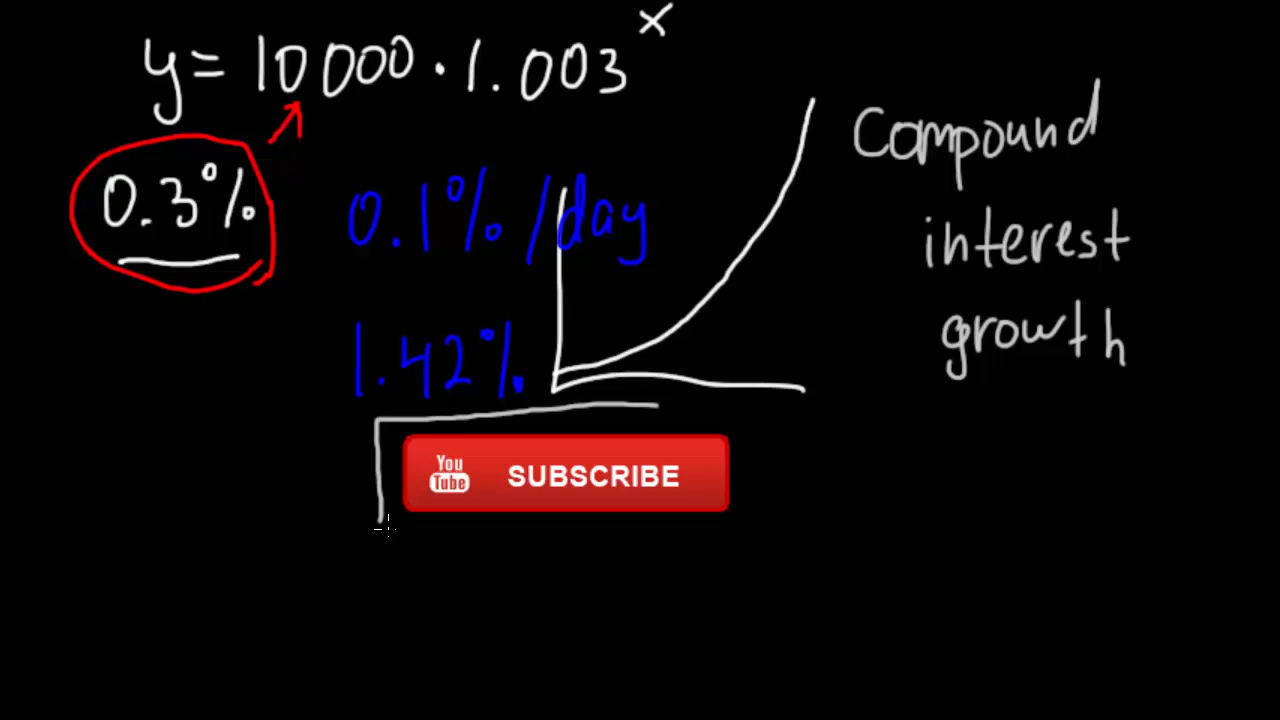 y = 10000 · 1.003^x
0.3%
0.1% /day
1.42%
Compound
interest
growth
You
Tube
SUBSCRIBE